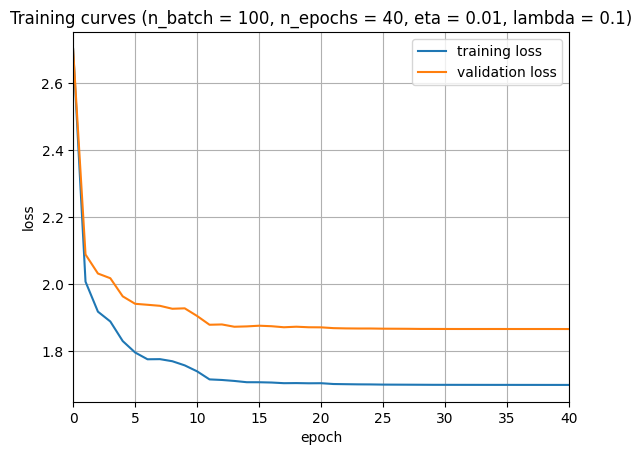 Training curves (n_batch = 100, n_epochs = 40, eta = 0.01, lambda = 0.1)
training loss
validation loss
2.6
2.4
2.2
2.0
1.8
loss
0 5 10 15 20 25 30 35 40
epoch